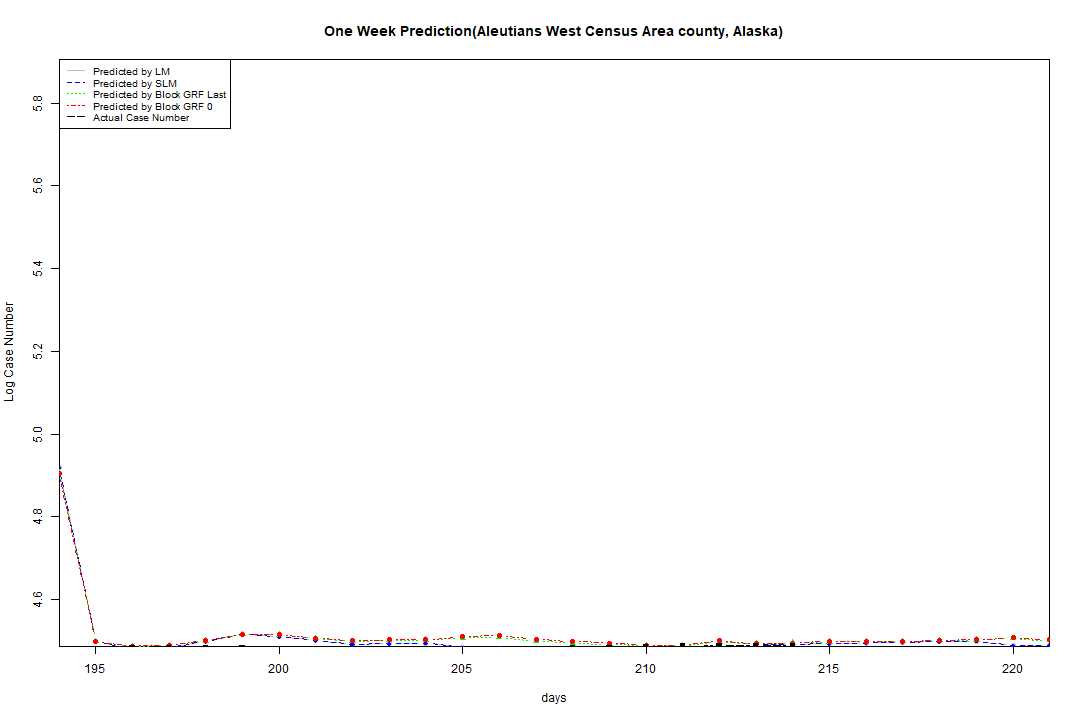 One Week Prediction(Aleutians West Census Area county, Alaska)
Predicted by LM
Predicted by SLM
Predicted by Block GRF Last
Predicted by Block GRF 0
Actual Case Number
5.8
5.6
5.4
5.2
5.0
4.8
4.6
Log Case Number
195 200 205 210 215 220
days